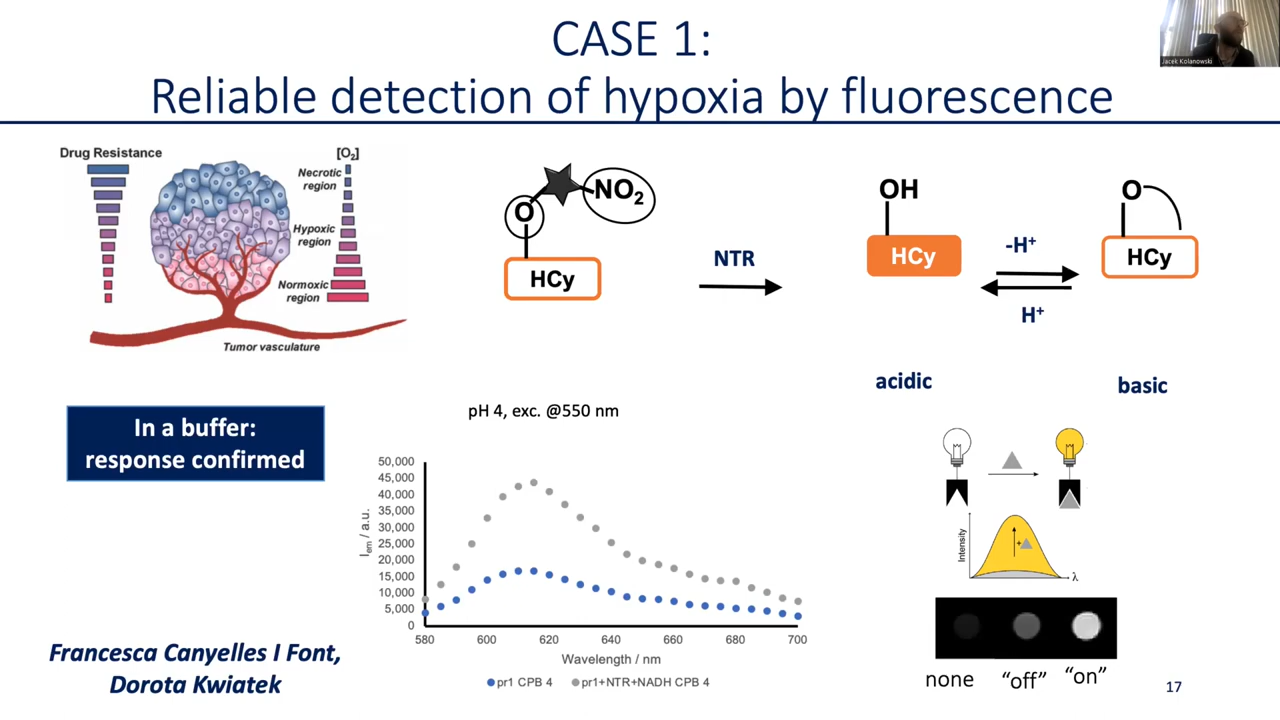 CASE 1:
Reliable detection of hypoxia by fluorescence
Jacek Kolanowski
Drug Resistance
[O₂]
Necrotic
region
Hypoxic
region
Normoxic
region
Tumor vasculature
O
NO₂
HCy
NTR
OH
HCy
-H⁺
H⁺
O
HCy
acidic
basic
In a buffer:
response confirmed
pH 4, exc. @550 nm
Iem / a.u.
50,000
45,000
40,000
35,000
30,000
25,000
20,000
15,000
10,000
5,000
0
580 600 620 640 660 680 700
Wavelength / nm
pr1 CPB 4 pr1+NTR+NADH CPB 4
Intensity
+
λ
none "off" "on"
Francesca Canyelles I Font,
Dorota Kwiatek
17